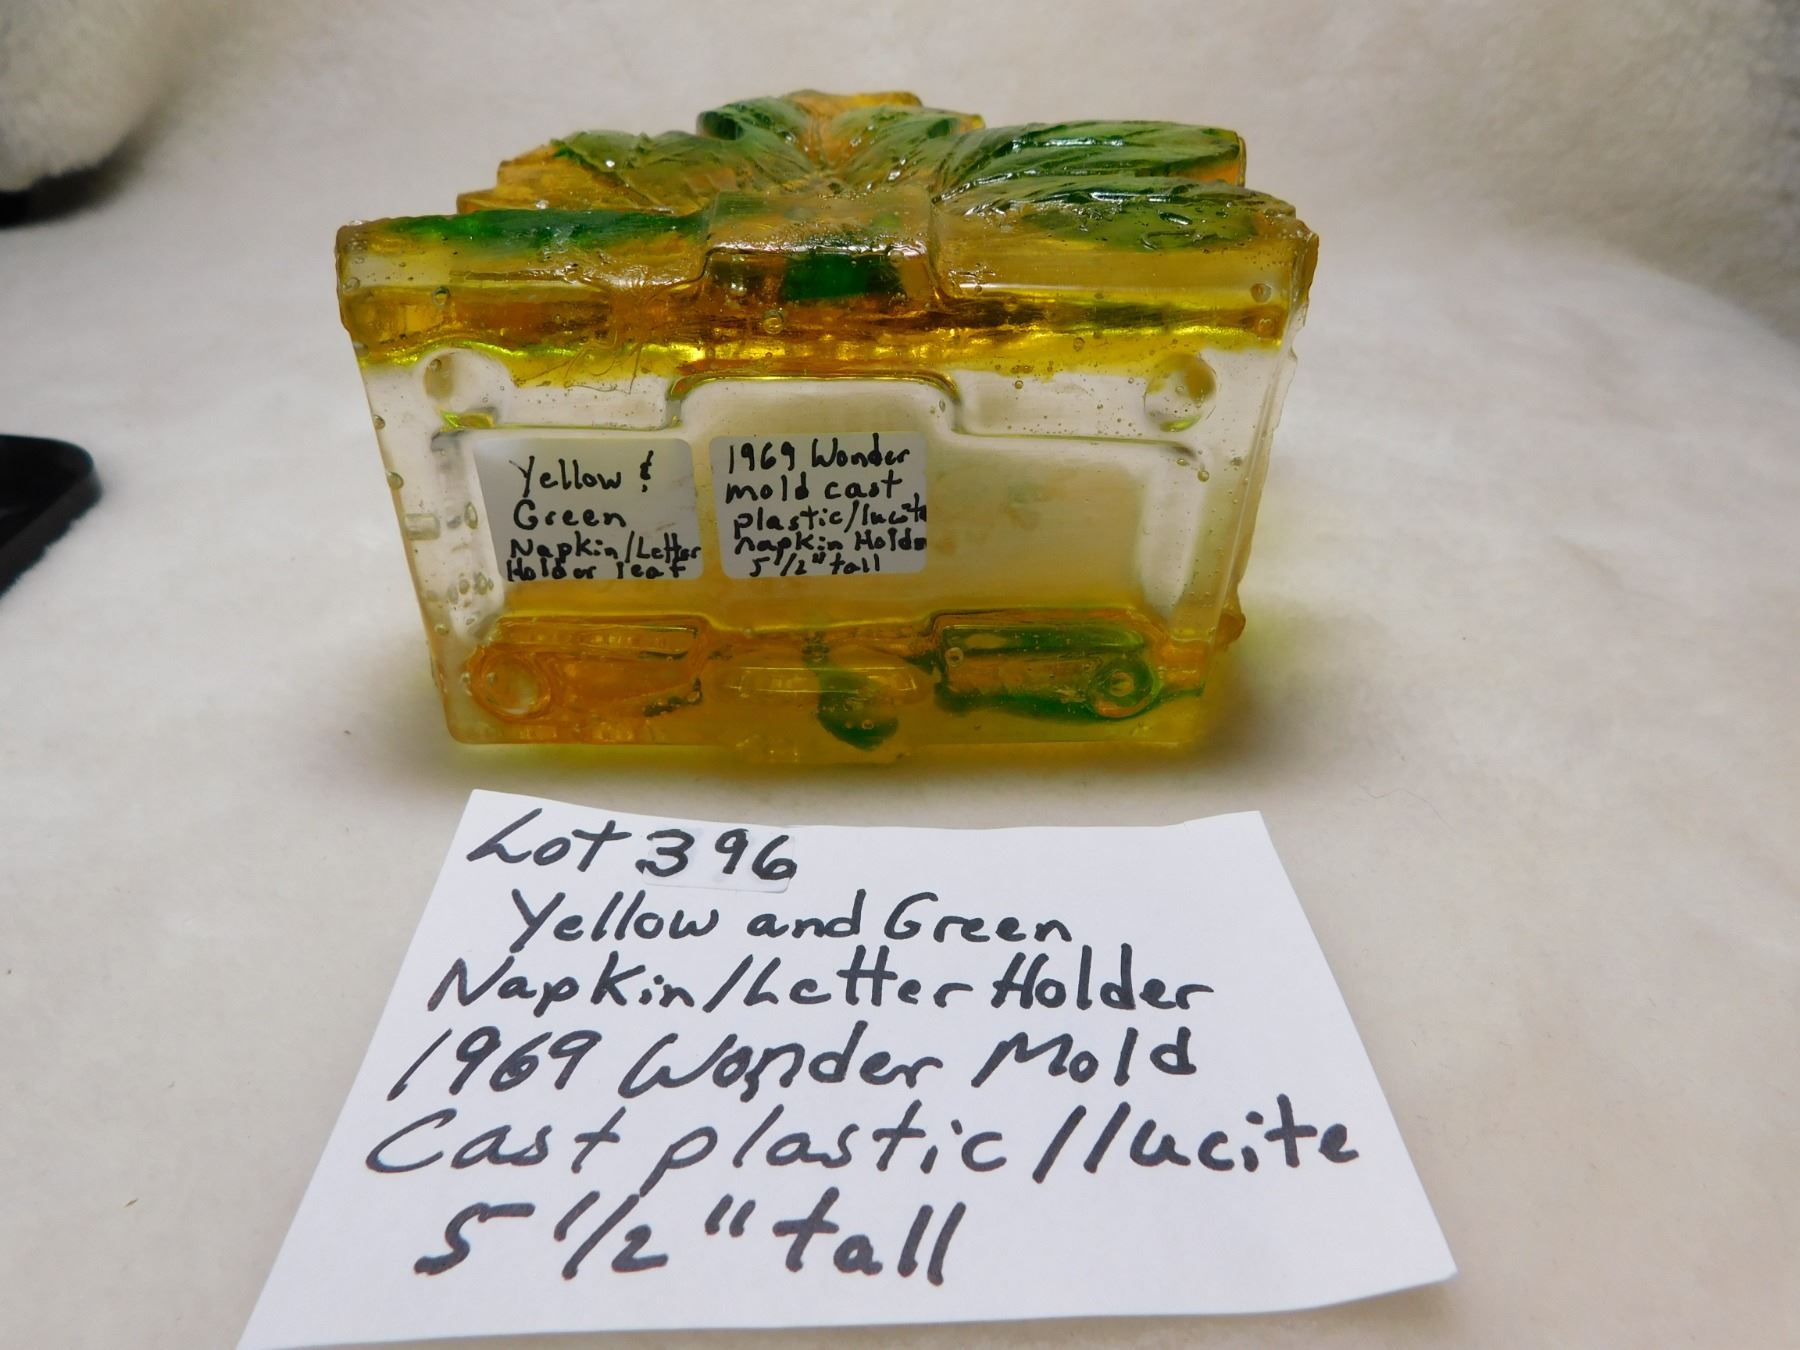 Yellow &
Green
Napkin/Letter
Holder leaf
1969 Wonder
mold cast
plastic/lucite
napkin Holde
5 1/2" tall
Lot 396
Yellow and Green
Napkin/Letter Holder
1969 Wonder Mold
Cast plastic/lucite
5 1/2" tall